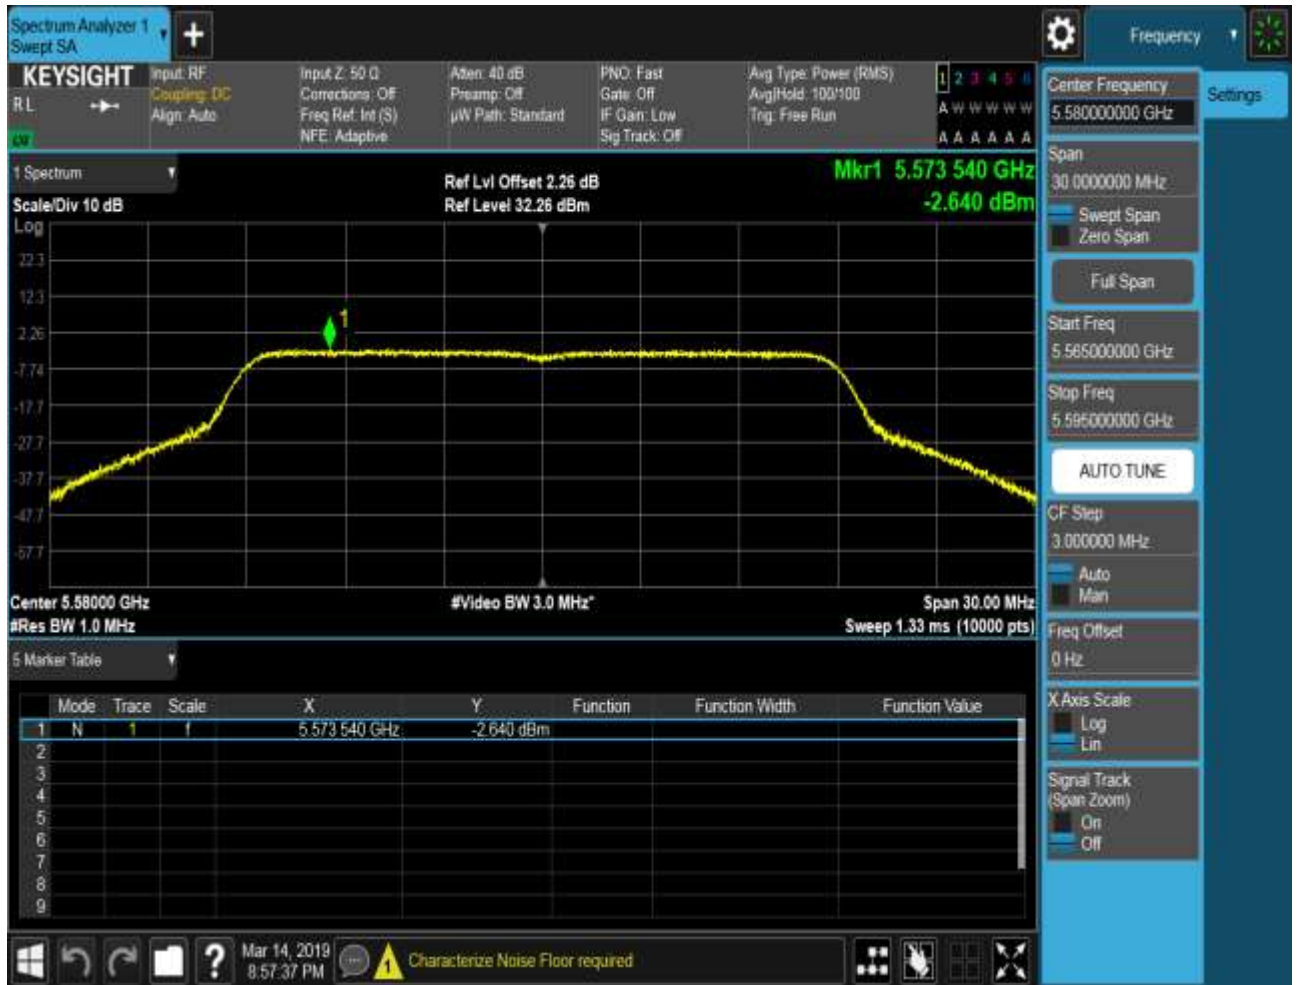 Spectrum Analyzer 1
Swept SA
+
Frequency
KEYSIGHT
RL
Input: RF
Coupling: DC
Align: Auto
Input Z: 50 Ω
Corrections: Off
Freq Ref: Int (S)
NFE: Adaptive
Atten: 40 dB
Preamp: Off
µW Path: Standard
PNO: Fast
Gate: Off
IF Gain: Low
Sig Track: Off
Avg Type: Power (RMS)
Avg|Hold: 100/100
Trig: Free Run
1 2 3 4 5 6
A W W W W W
A A A A A A
1 Spectrum
Scale/Div 10 dB
Ref Lvl Offset 2.26 dB
Ref Level 32.26 dBm
Mkr1 5.573 540 GHz
-2.640 dBm
Log
22.3
12.3
2.26
-7.74
-17.7
-27.7
-37.7
-47.7
-57.7
1
Center 5.58000 GHz
#Video BW 3.0 MHz*
Span 30.00 MHz
#Res BW 1.0 MHz
Sweep 1.33 ms (10000 pts)
5 Marker Table
Mode Trace Scale X Y Function Function Width Function Value
1 N 1 f 5.573 540 GHz -2.640 dBm
2
3
4
5
6
7
8
9
Mar 14, 2019
8:57:37 PM
?
1
Characterize Noise Floor required
Center Frequency
5.580000000 GHz
Settings
Span
30.0000000 MHz
Swept Span
Zero Span
Full Span
Start Freq
5.565000000 GHz
Stop Freq
5.595000000 GHz
AUTO TUNE
CF Step
3.000000 MHz
Auto
Man
Freq Offset
0 Hz
X Axis Scale
Log
Lin
Signal Track
(Span Zoom)
On
Off